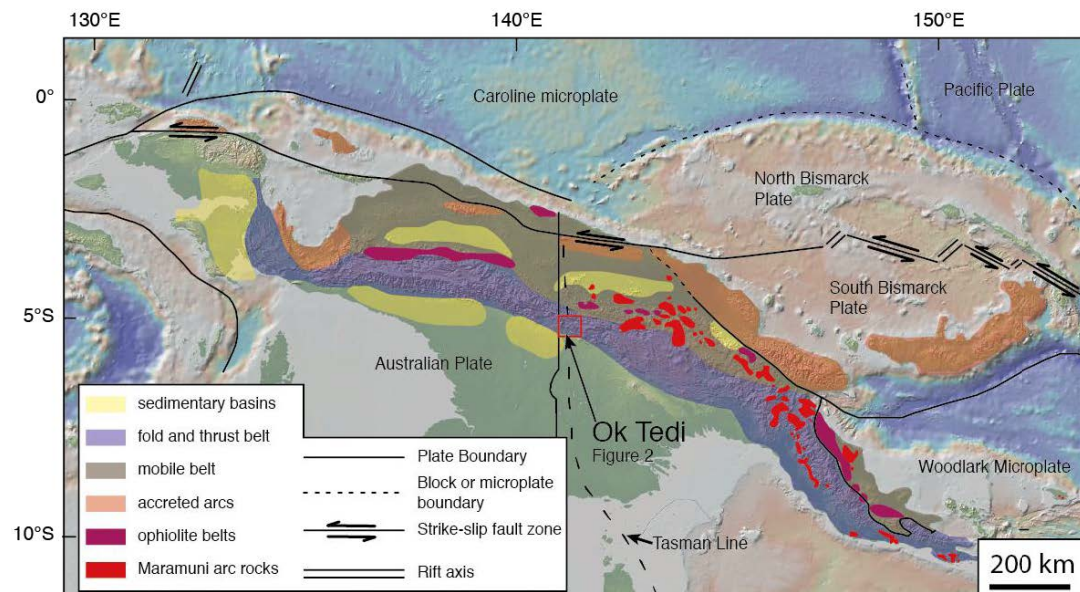 130°E
140°E
150°E
0°
5°S
10°S
Caroline microplate
Pacific Plate
North Bismarck
Plate
South Bismarck
Plate
Australian Plate
Ok Tedi
Figure 2
Woodlark Microplate
Tasman Line
sedimentary basins
fold and thrust belt
mobile belt
accreted arcs
ophiolite belts
Maramuni arc rocks
Plate Boundary
Block or microplate
boundary
Strike-slip fault zone
Rift axis
200 km